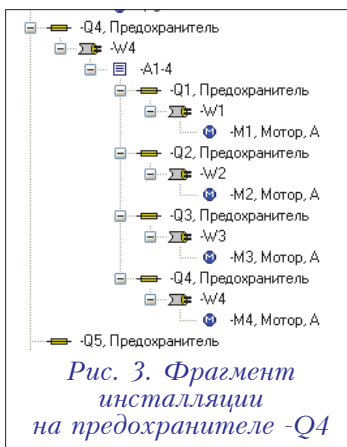 -Q4, Предохранитель
-W4
-A1-4
-Q1, Предохранитель
-W1
-M1, Мотор, А
-Q2, Предохранитель
-W2
-M2, Мотор, А
-Q3, Предохранитель
-W3
-M3, Мотор, А
-Q4, Предохранитель
-W4
-M4, Мотор, А
-Q5, Предохранитель
Рис. 3. Фрагмент
инсталляции
на предохранителе -Q4